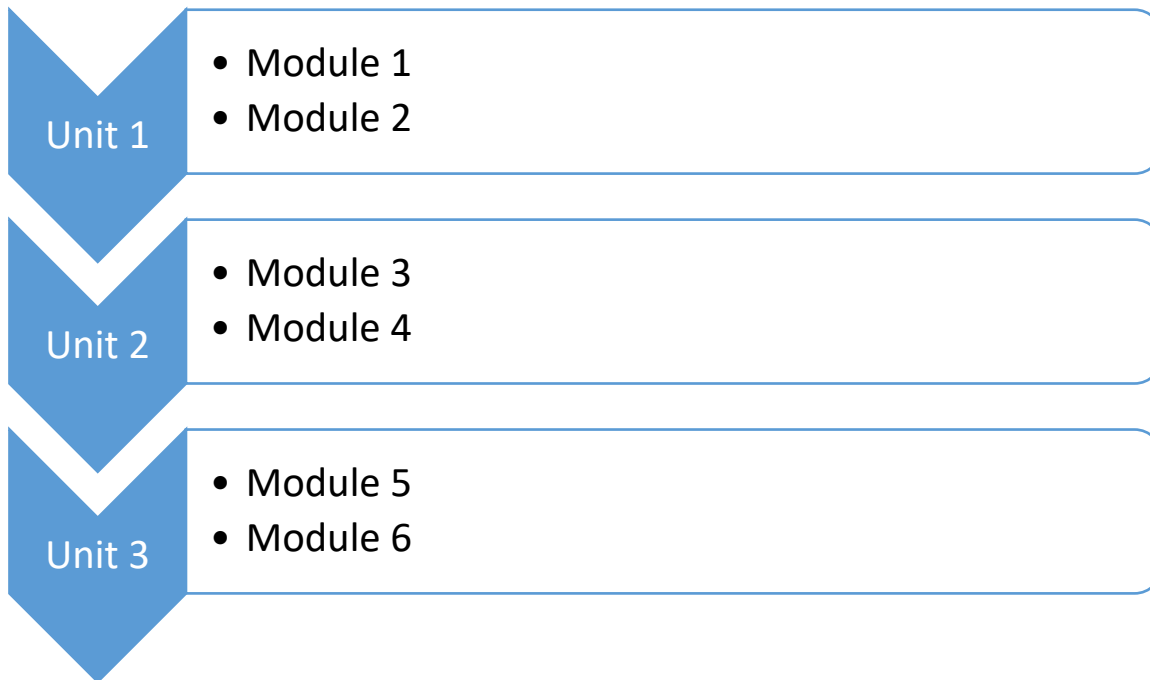 Unit 1
• Module 1
• Module 2
Unit 2
• Module 3
• Module 4
Unit 3
• Module 5
• Module 6